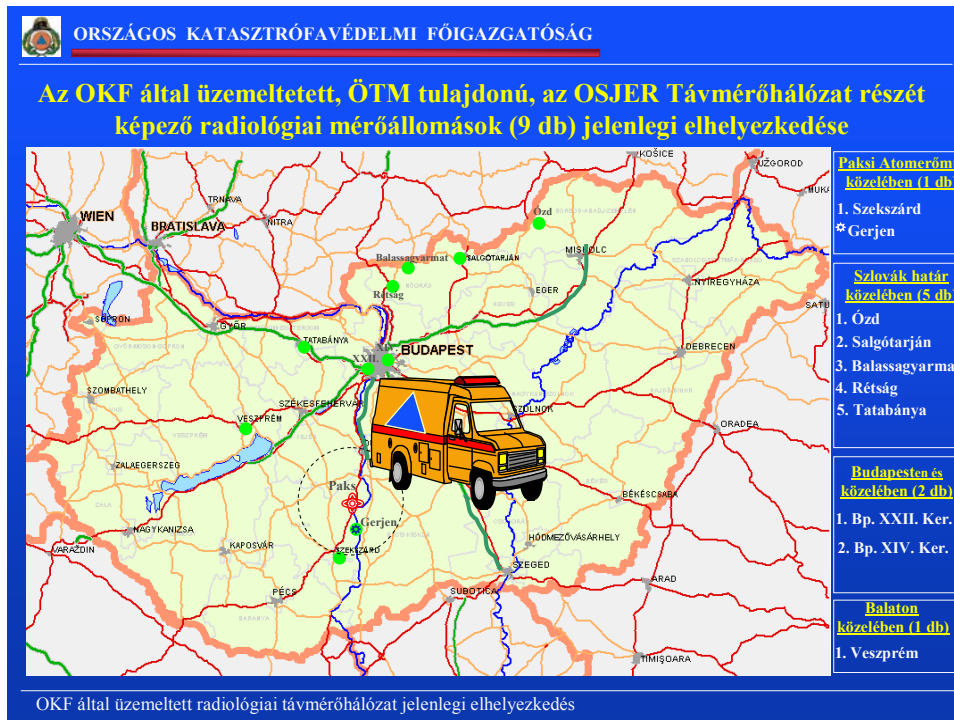 ORSZÁGOS KATASZTRÓFAVÉDELMI FŐIGAZGATÓSÁG
Az OKF által üzemeltetett, ÖTM tulajdonú, az OSJER Távmérőhálózat részét
képező radiológiai mérőállomások (9 db) jelenlegi elhelyezkedése
KOŠICE
UŽGOROD
MUKA
TRNAVA
NITRA
WIEN
BRATISLAVA
Ózd
MISKOLC
Balassagyarmat
SALGÓTARJÁN
Rétság
EGER
NYÍREGYHÁZA
SATU
SOPRON
GYŐR
TATABÁNYA
XIV.
BUDAPEST
XXII.
DEBRECEN
SZOMBATHELY
SZÉKESFEHÉRVÁR
SZOLNOK
VESZPRÉM
ORADEA
ZALAEGERSZEG
Paks
BÉKÉSCSABA
Gerjen
NAGYKANIZSA
HÓDMEZŐVÁSÁRHELY
VARAZDIN
KAPOSVÁR
SZEKSZÁRD
SZEGED
ARAD
PÉCS
SUBOTICA
TIMIŞOARA
Paksi Atomerőm
közelében (1 db)
1. Szekszárd
Gerjen
Szlovák határ
közelében (5 db)
1. Ózd
2. Salgótarján
3. Balassagyarma
4. Rétság
5. Tatabánya
Budapesten és
közelében (2 db)
1. Bp. XXII. Ker.
2. Bp. XIV. Ker.
Balaton
közelében (1 db)
1. Veszprém
OKF által üzemeltett radiológiai távmérőhálózat jelenlegi elhelyezkedés